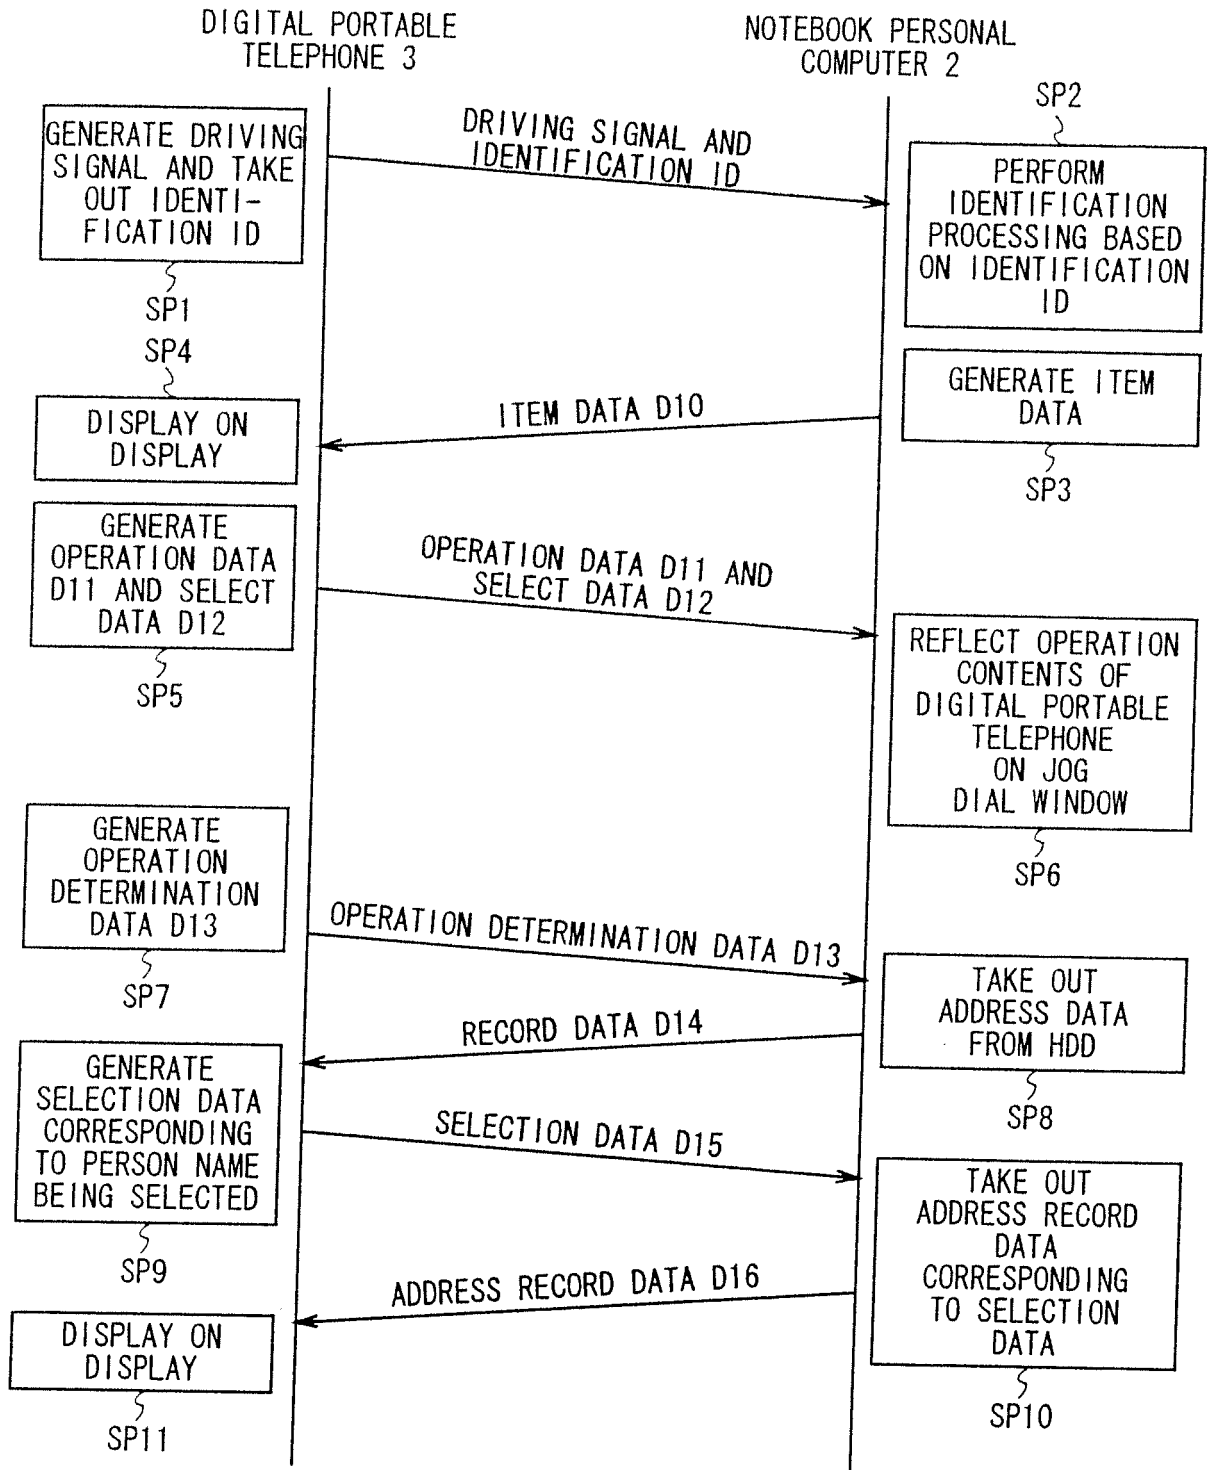 DIGITAL PORTABLE
TELEPHONE 3
NOTEBOOK PERSONAL
COMPUTER 2
GENERATE DRIVING
SIGNAL AND TAKE
OUT IDENTI-
FICATION ID
SP1
DRIVING SIGNAL AND
IDENTIFICATION ID
SP2
PERFORM
IDENTIFICATION
PROCESSING BASED
ON IDENTIFICATION
ID
SP4
DISPLAY ON
DISPLAY
ITEM DATA D10
GENERATE ITEM
DATA
SP3
GENERATE
OPERATION DATA
D11 AND SELECT
DATA D12
SP5
OPERATION DATA D11 AND
SELECT DATA D12
REFLECT OPERATION
CONTENTS OF
DIGITAL PORTABLE
TELEPHONE
ON JOG
DIAL WINDOW
SP6
GENERATE
OPERATION
DETERMINATION
DATA D13
SP7
OPERATION DETERMINATION DATA D13
TAKE OUT
ADDRESS DATA
FROM HDD
SP8
RECORD DATA D14
GENERATE
SELECTION DATA
CORRESPONDING
TO PERSON NAME
BEING SELECTED
SP9
SELECTION DATA D15
TAKE OUT
ADDRESS RECORD
DATA
CORRESPONDING
TO SELECTION
DATA
SP10
ADDRESS RECORD DATA D16
DISPLAY ON
DISPLAY
SP11